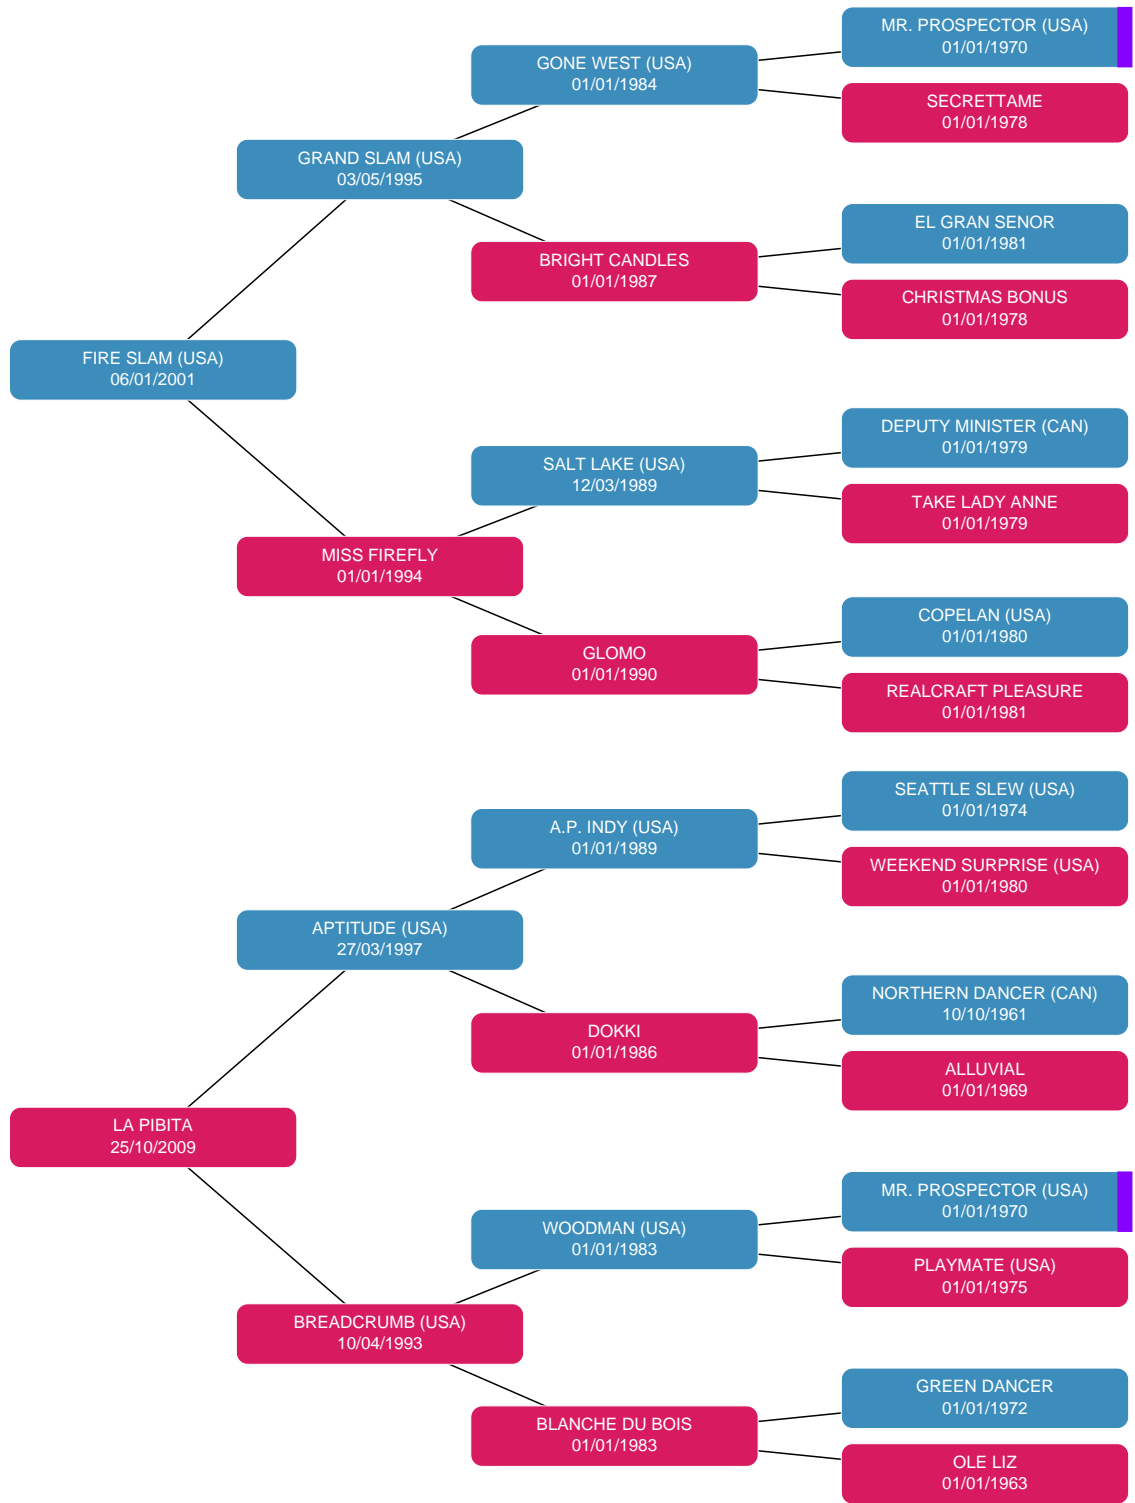 MR. PROSPECTOR (USA)
01/01/1970
GONE WEST (USA)
01/01/1984
SECRETTAME
01/01/1978
GRAND SLAM (USA)
03/05/1995
EL GRAN SENOR
01/01/1981
BRIGHT CANDLES
01/01/1987
CHRISTMAS BONUS
01/01/1978
FIRE SLAM (USA)
06/01/2001
DEPUTY MINISTER (CAN)
01/01/1979
SALT LAKE (USA)
12/03/1989
TAKE LADY ANNE
01/01/1979
MISS FIREFLY
01/01/1994
COPELAN (USA)
01/01/1980
GLOMO
01/01/1990
REALCRAFT PLEASURE
01/01/1981
SEATTLE SLEW (USA)
01/01/1974
A.P. INDY (USA)
01/01/1989
WEEKEND SURPRISE (USA)
01/01/1980
APTITUDE (USA)
27/03/1997
NORTHERN DANCER (CAN)
10/10/1961
DOKKI
01/01/1986
ALLUVIAL
01/01/1969
LA PIBITA
25/10/2009
MR. PROSPECTOR (USA)
01/01/1970
WOODMAN (USA)
01/01/1983
PLAYMATE (USA)
01/01/1975
BREADCRUMB (USA)
10/04/1993
GREEN DANCER
01/01/1972
BLANCHE DU BOIS
01/01/1983
OLE LIZ
01/01/1963